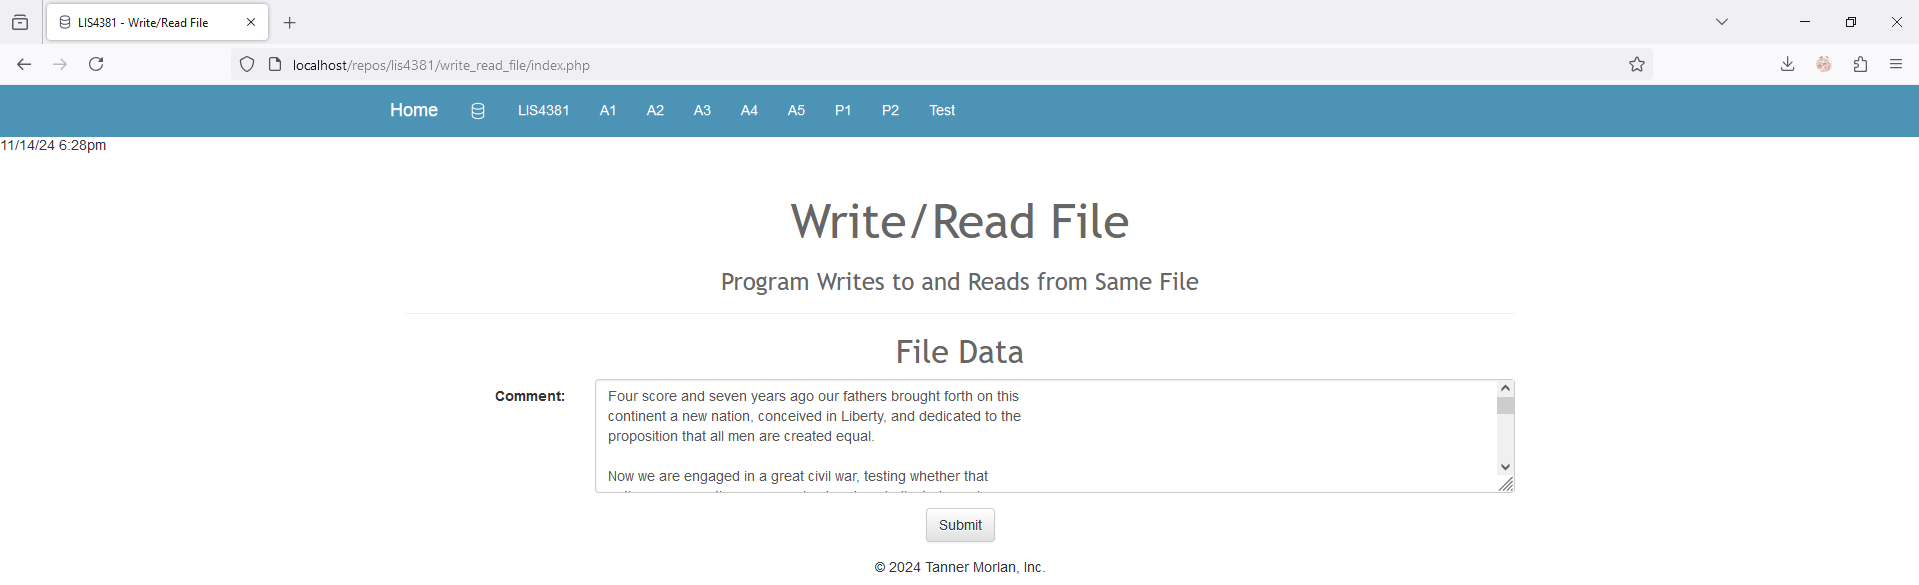 LIS4381 - Write/Read File
localhost/repos/lis4381/write_read_file/index.php
Home LIS4381 A1 A2 A3 A4 A5 P1 P2 Test
11/14/24 6:28pm
Write/Read File
Program Writes to and Reads from Same File
File Data
Comment:
Four score and seven years ago our fathers brought forth on this
continent a new nation, conceived in Liberty, and dedicated to the
proposition that all men are created equal.
Now we are engaged in a great civil war, testing whether that
Submit
© 2024 Tanner Morlan, Inc.